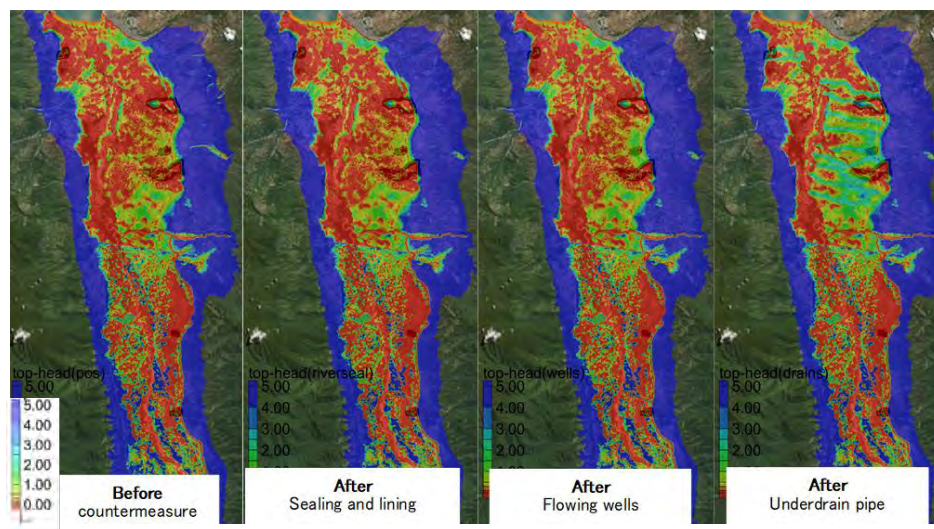 top-head(pos)
5.00
5.00
4.00
3.00
2.00
1.00
0.00
Before
countermeasure
top-head(riverseal)
5.00
4.00
3.00
2.00
After
Sealing and lining
top-head(wells)
5.00
4.00
3.00
2.00
After
Flowing wells
top-head(drains)
5.00
4.00
3.00
2.00
After
Underdrain pipe